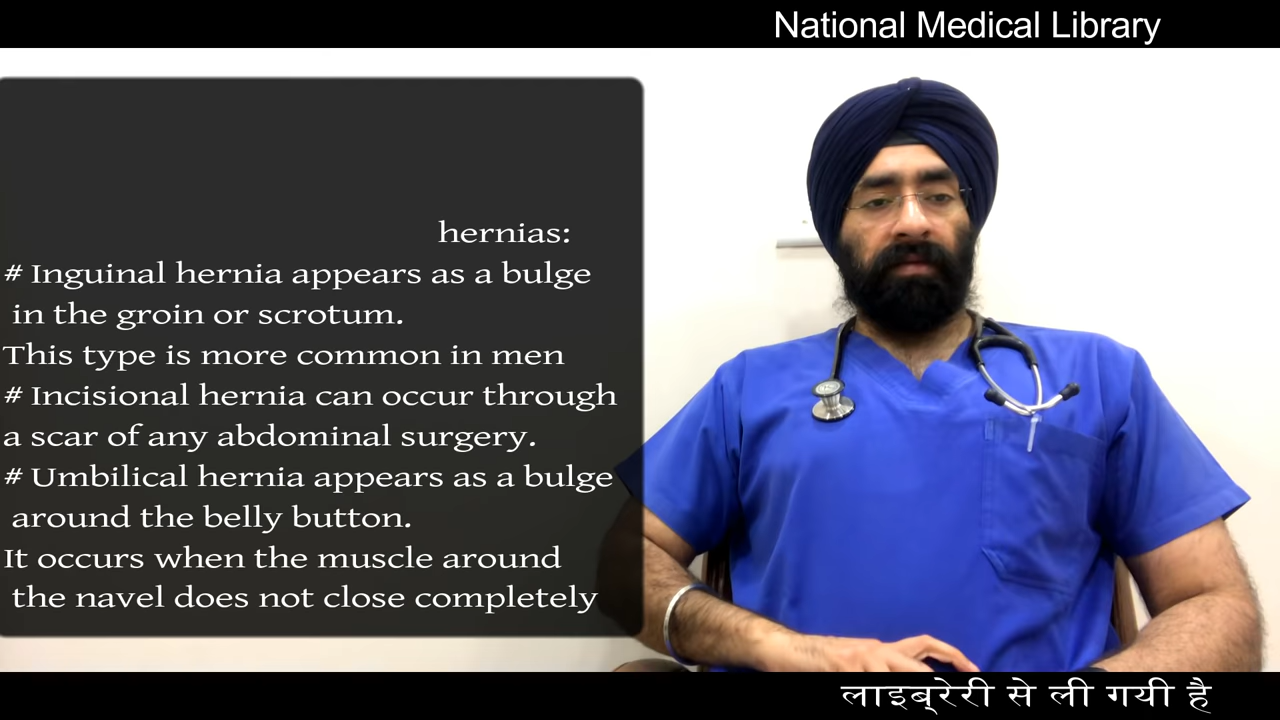 National Medical Library
hernias:
# Inguinal hernia appears as a bulge
in the groin or scrotum.
This type is more common in men
# Incisional hernia can occur through
a scar of any abdominal surgery.
# Umbilical hernia appears as a bulge
around the belly button.
It occurs when the muscle around
the navel does not close completely
लाइब्रेरी से ली गयी है